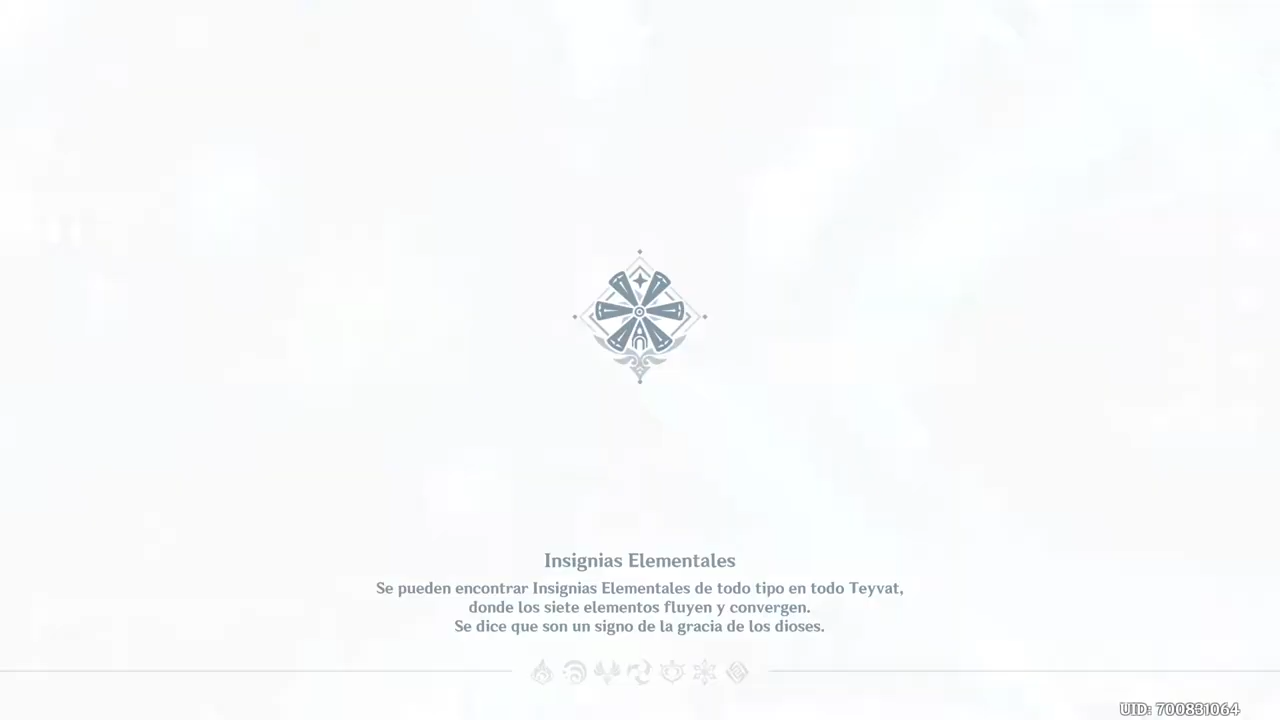 Insignias Elementales
Se pueden encontrar Insignias Elementales de todo tipo en todo Teyvat,
donde los siete elementos fluyen y convergen.
Se dice que son un signo de la gracia de los dioses.
UID: 700831064